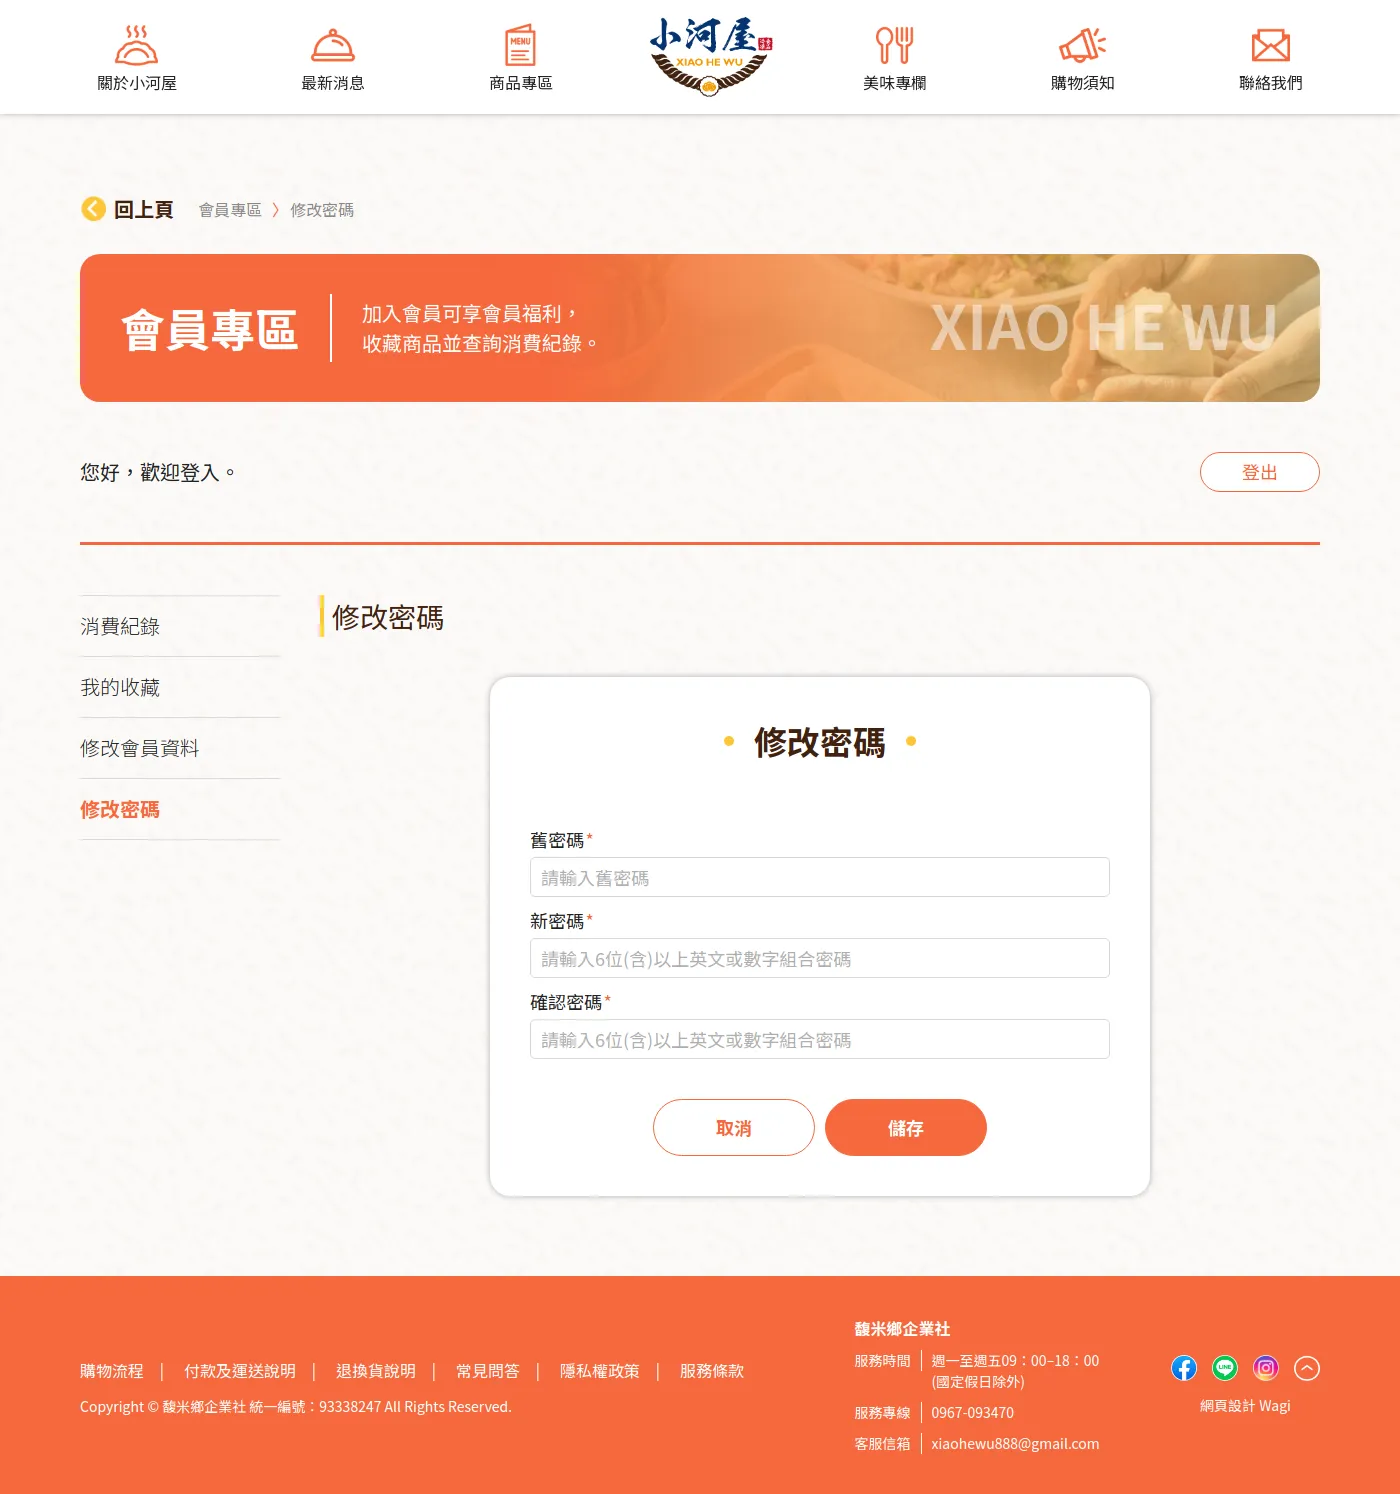 關於小河屋
最新消息
MENU
商品專區
小河屋
XIAO HE WU
美味專欄
購物須知
聯絡我們
回上頁 會員專區 〉 修改密碼
會員專區
加入會員可享會員福利，
收藏商品並查詢消費紀錄。
XIAO HE WU
您好，歡迎登入。
登出
消費紀錄
我的收藏
修改會員資料
修改密碼
修改密碼
修改密碼
舊密碼*
請輸入舊密碼
新密碼*
請輸入6位(含)以上英文或數字組合密碼
確認密碼*
請輸入6位(含)以上英文或數字組合密碼
取消
儲存
購物流程 | 付款及運送說明 | 退換貨說明 | 常見問答 | 隱私權政策 | 服務條款
Copyright © 馥米鄉企業社 統一編號：93338247 All Rights Reserved.
馥米鄉企業社
服務時間 週一至週五09：00–18：00
(國定假日除外)
服務專線 0967-093470
客服信箱 xiaohewu888@gmail.com
LINE
網頁設計 Wagi